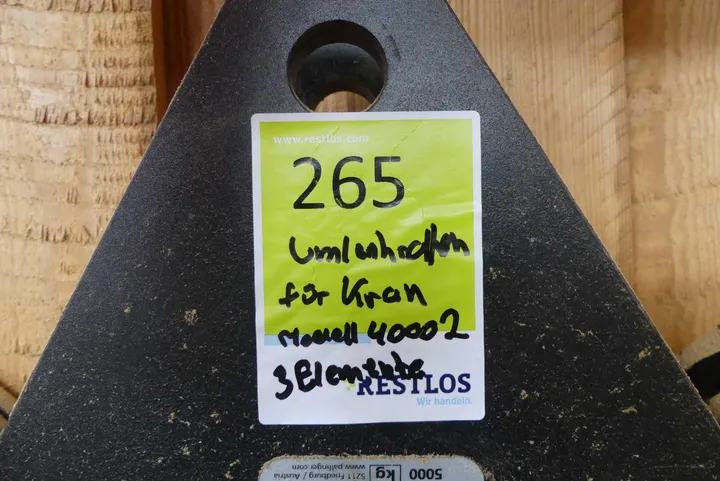 www.restlos.com
265
Umlenkrollen
für Kran
Modell 40002
3 Elemente
RESTLOS
Wir handeln.
5000
kg
www.palfinger.com
5211 Friedburg / Austria